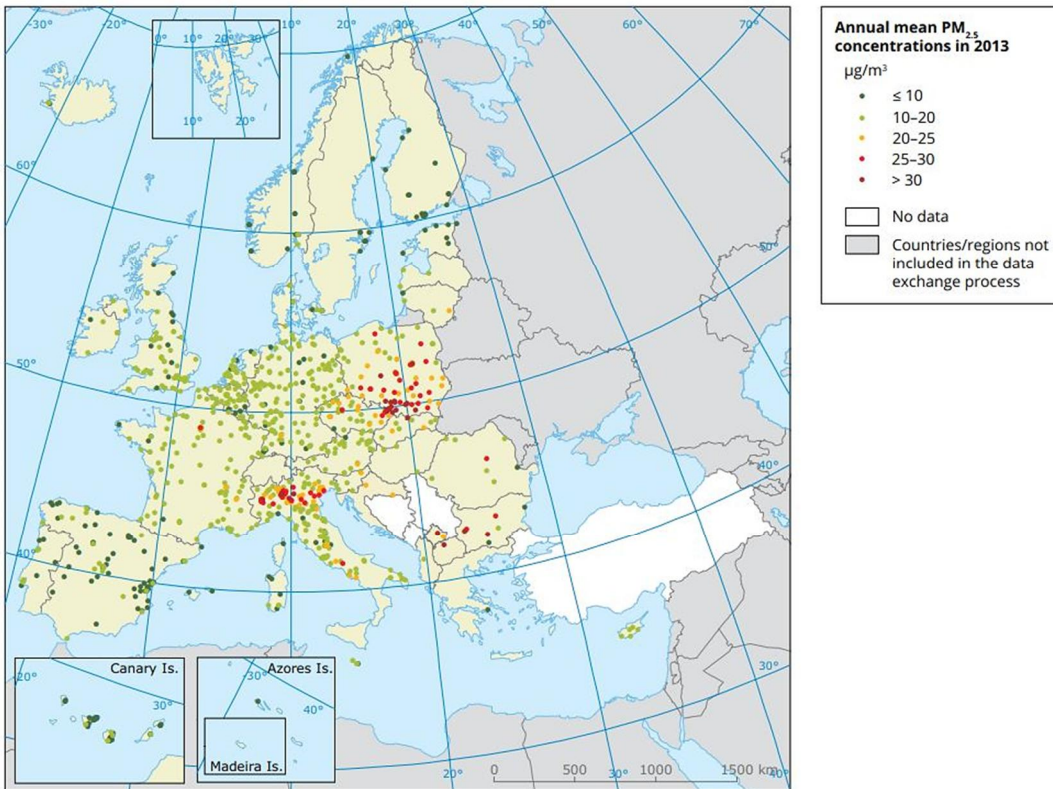 -30° -20° -10° 0° 10° 20° 30° 40° 50° 60° 70°
0° 10° 20° 30°
10° 20°
60°
50°
50°
40°
40°
Canary Is.
20°
30°
Azores Is.
-30°
40°
Madeira Is.
30°
20°
0 500 1000 1500 km
30° 40°
Annual mean PM2.5
concentrations in 2013
µg/m³
≤ 10
10–20
20–25
25–30
> 30
No data
Countries/regions not
included in the data
exchange process